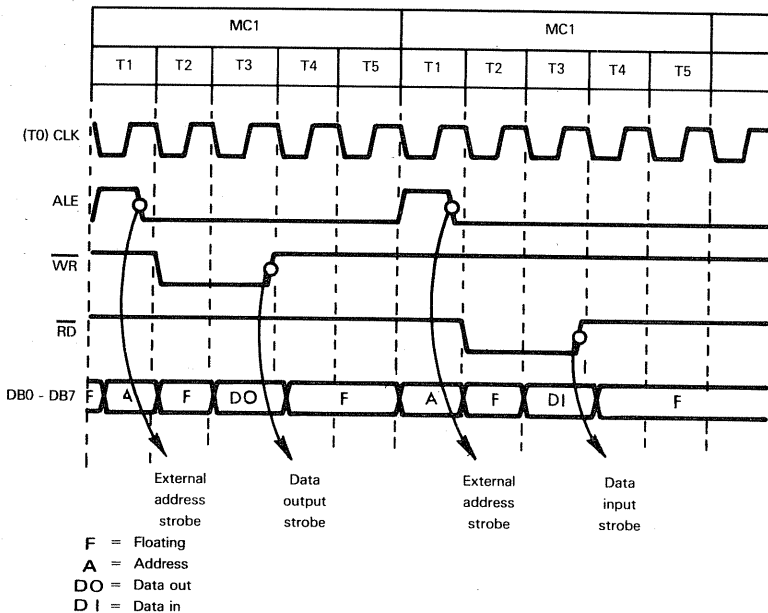 MC1 MC1
T1 T2 T3 T4 T5 T1 T2 T3 T4 T5
(T0) CLK
ALE
WR
RD
DB0 - DB7 F A F DO F A F DI F
External address strobe
Data output strobe
External address strobe
Data input strobe
F = Floating
A = Address
DO = Data out
DI = Data in